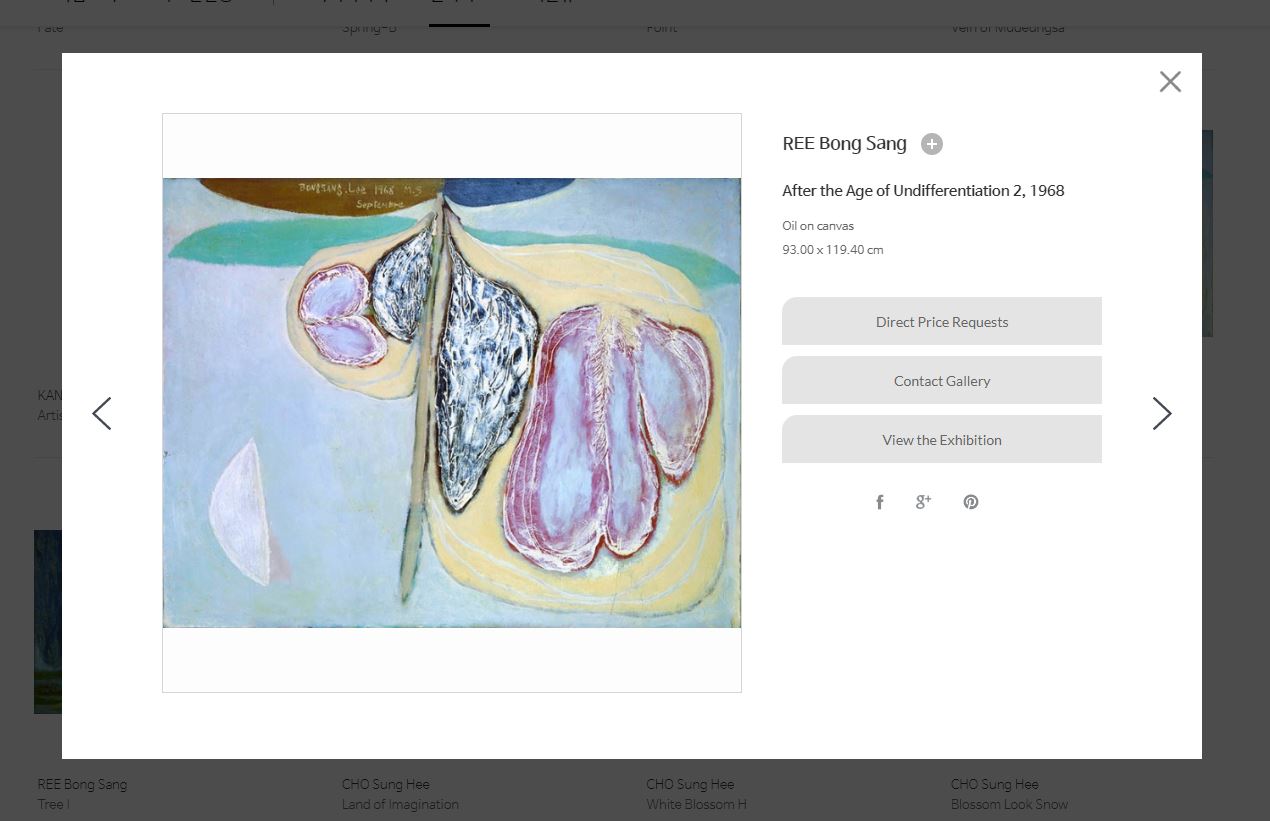 Fate
Spring-B
Point
Vein of Mudeungsa
REE Bong Sang
After the Age of Undifferentiation 2, 1968
Oil on canvas
93.00 x 119.40 cm
Direct Price Requests
Contact Gallery
View the Exhibition
BONGSANG.Lee 1968 M.S
Septembre
KAN
Artis
REE Bong Sang
Tree I
CHO Sung Hee
Land of Imagination
CHO Sung Hee
White Blossom H
CHO Sung Hee
Blossom Look Snow